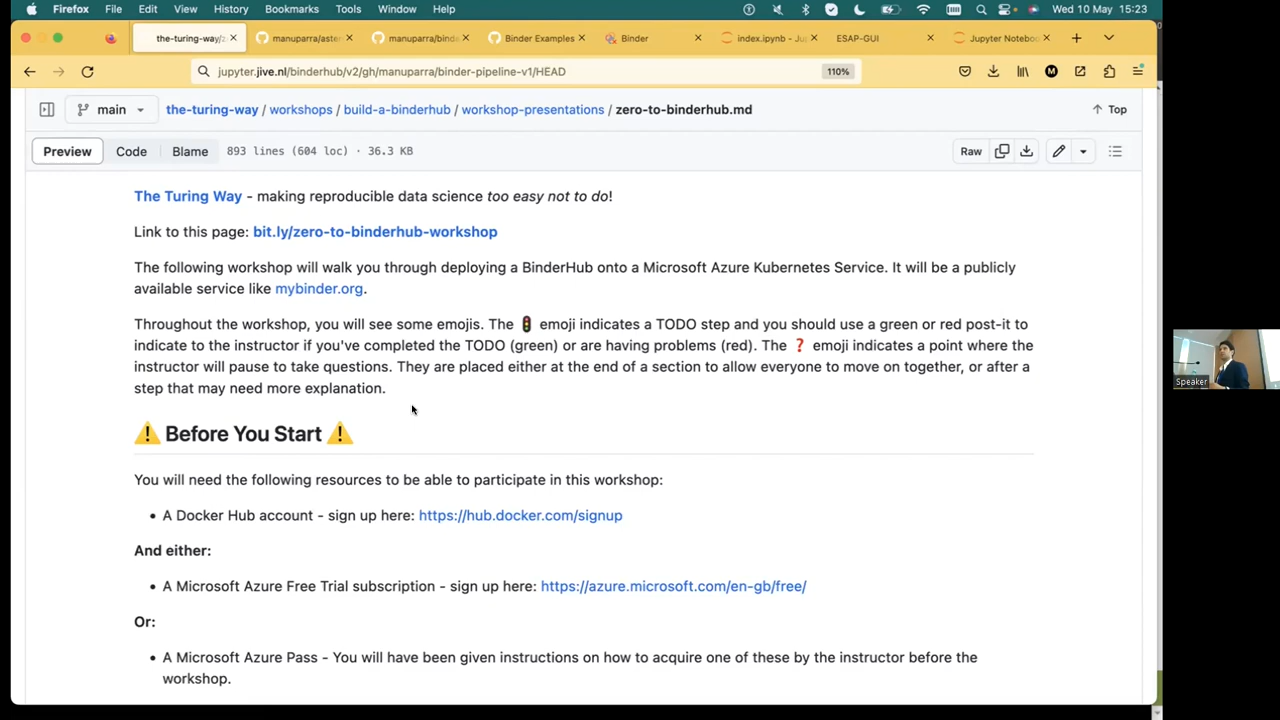 Firefox File Edit View History Bookmarks Tools Window Help Wed 10 May 15:23
the-turing-way/z manuparra/aster manuparra/bind Binder Examples Binder index.ipynb - Ju ESAP-GUI Jupyter Noteboo
jupyter.jive.nl/binderhub/v2/gh/manuparra/binder-pipeline-v1/HEAD 110% M
main the-turing-way / workshops / build-a-binderhub / workshop-presentations / zero-to-binderhub.md Top
Preview Code Blame 893 lines (604 loc) · 36.3 KB Raw
The Turing Way - making reproducible data science too easy not to do!
Link to this page: bit.ly/zero-to-binderhub-workshop
The following workshop will walk you through deploying a BinderHub onto a Microsoft Azure Kubernetes Service. It will be a publicly
available service like mybinder.org.
Throughout the workshop, you will see some emojis. The 🚦 emoji indicates a TODO step and you should use a green or red post-it to
indicate to the instructor if you've completed the TODO (green) or are having problems (red). The ❓ emoji indicates a point where the
instructor will pause to take questions. They are placed either at the end of a section to allow everyone to move on together, or after a
step that may need more explanation.
⚠️ Before You Start ⚠️
You will need the following resources to be able to participate in this workshop:
• A Docker Hub account - sign up here: https://hub.docker.com/signup
And either:
• A Microsoft Azure Free Trial subscription - sign up here: https://azure.microsoft.com/en-gb/free/
Or:
• A Microsoft Azure Pass - You will have been given instructions on how to acquire one of these by the instructor before the
workshop.
Speaker